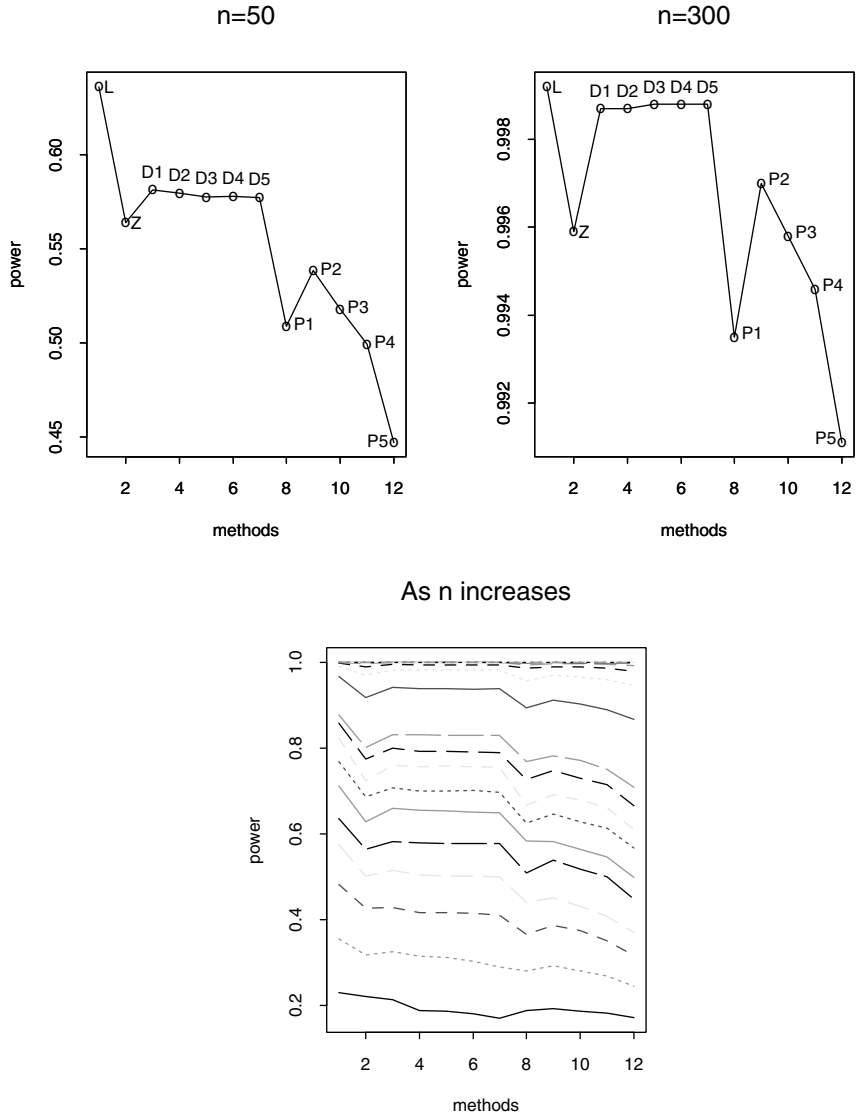 n=50
power
0.60
0.55
0.50
0.45
L
Z
D1 D2 D3 D4 D5
P1
P2
P3
P4
P5
2 4 6 8 10 12
methods
n=300
power
0.998
0.996
0.994
0.992
L
Z
D1 D2 D3 D4 D5
P1
P2
P3
P4
P5
2 4 6 8 10 12
methods
As n increases
power
1.0
0.8
0.6
0.4
0.2
2 4 6 8 10 12
methods